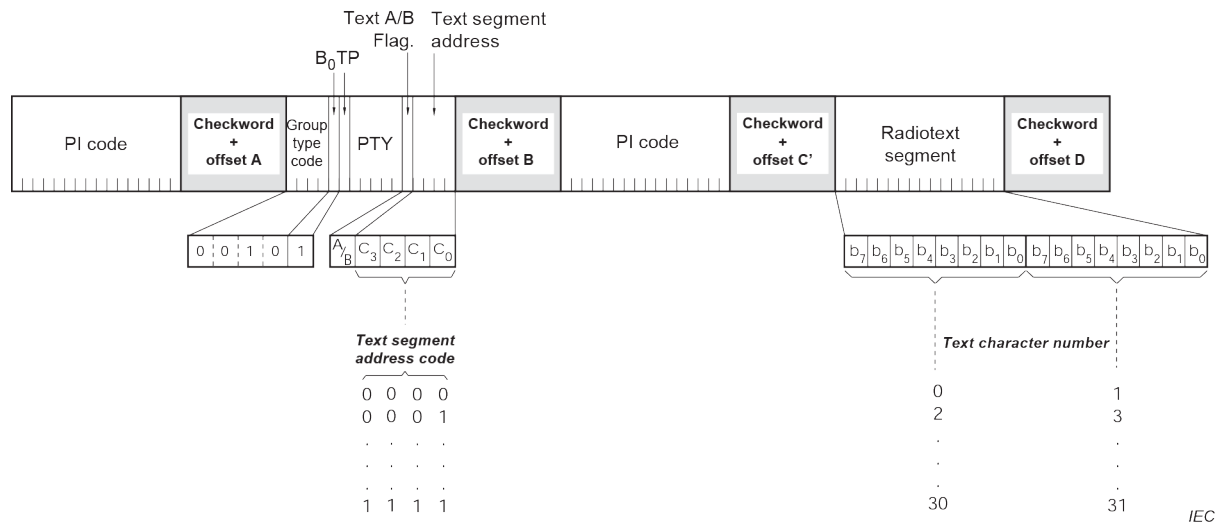 Text A/B Text segment
Flag. address
B0TP
PI code
Checkword
+
offset A
Group
type
code
PTY
Checkword
+
offset B
PI code
Checkword
+
offset C'
Radiotext
segment
Checkword
+
offset D
0 0 1 0 1
A/B C3 C2 C1 C0
b7 b6 b5 b4 b3 b2 b1 b0 b7 b6 b5 b4 b3 b2 b1 b0
Text segment
address code
Text character number
0 0 0 0 0 1
0 0 0 1 2 3
. . . . . .
. . . . . .
1 1 1 1 30 31
IEC